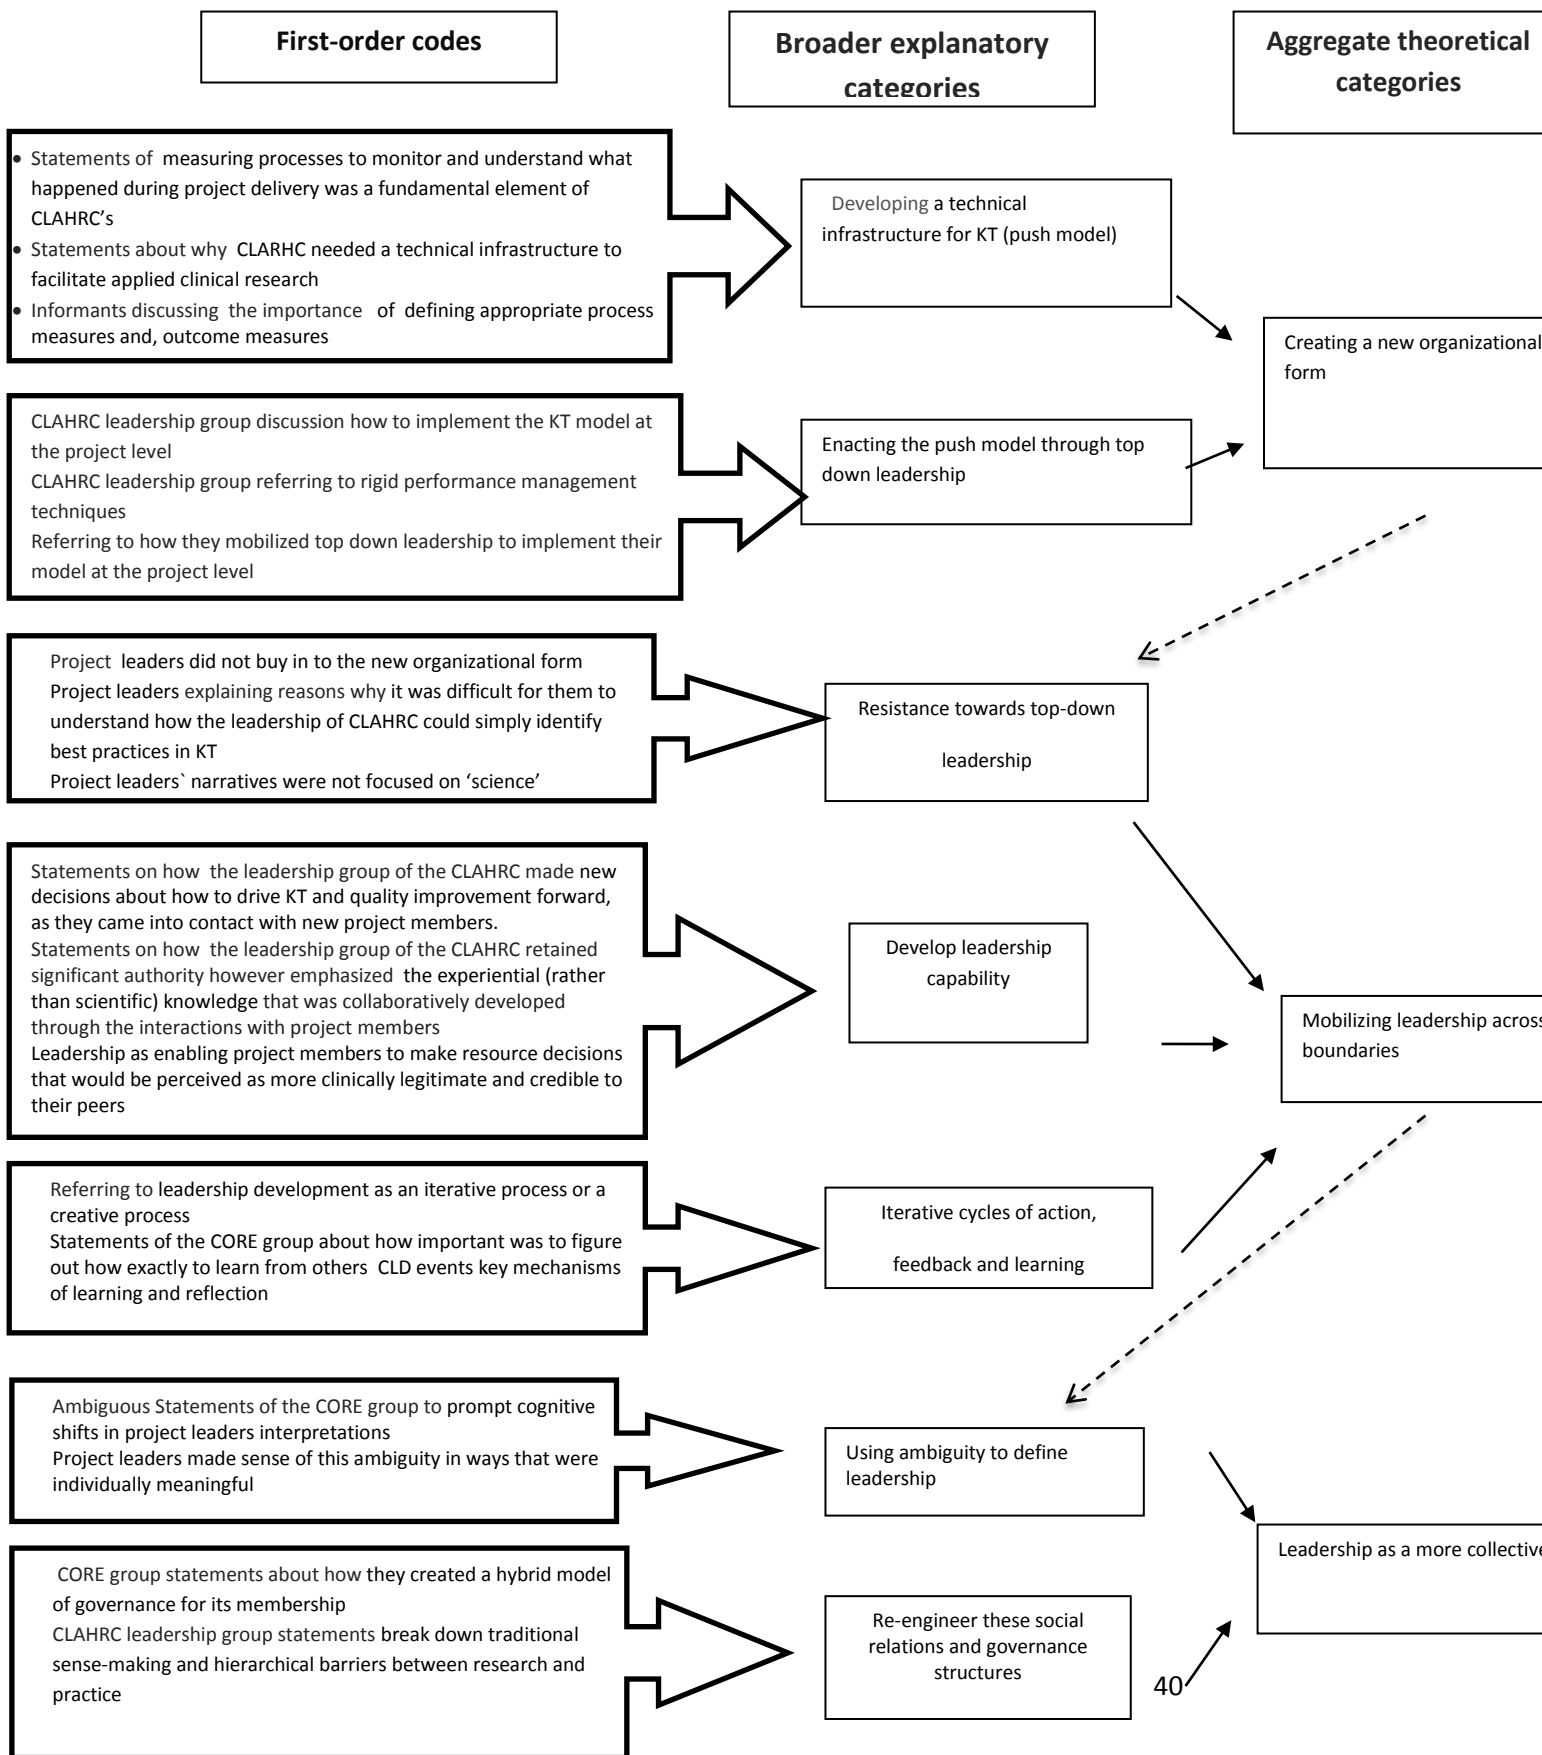 First-order codes
Broader explanatory
categories
Aggregate theoretical
categories
• Statements of measuring processes to monitor and understand what
happened during project delivery was a fundamental element of
CLAHRC’s
• Statements about why CLARHC needed a technical infrastructure to
facilitate applied clinical research
• Informants discussing the importance of defining appropriate process
measures and, outcome measures
Developing a technical
infrastructure for KT (push model)
Creating a new organizational
form
CLAHRC leadership group discussion how to implement the KT model at
the project level
CLAHRC leadership group referring to rigid performance management
techniques
Referring to how they mobilized top down leadership to implement their
model at the project level
Enacting the push model through top
down leadership
Project leaders did not buy in to the new organizational form
Project leaders explaining reasons why it was difficult for them to
understand how the leadership of CLAHRC could simply identify
best practices in KT
Project leaders` narratives were not focused on ‘science’
Resistance towards top-down
leadership
Statements on how the leadership group of the CLAHRC made new
decisions about how to drive KT and quality improvement forward,
as they came into contact with new project members.
Statements on how the leadership group of the CLAHRC retained
significant authority however emphasized the experiential (rather
than scientific) knowledge that was collaboratively developed
through the interactions with project members
Leadership as enabling project members to make resource decisions
that would be perceived as more clinically legitimate and credible to
their peers
Develop leadership
capability
Mobilizing leadership across
boundaries
Referring to leadership development as an iterative process or a
creative process
Statements of the CORE group about how important was to figure
out how exactly to learn from others CLD events key mechanisms
of learning and reflection
Iterative cycles of action,
feedback and learning
Ambiguous Statements of the CORE group to prompt cognitive
shifts in project leaders interpretations
Project leaders made sense of this ambiguity in ways that were
individually meaningful
Using ambiguity to define
leadership
Leadership as a more collective
CORE group statements about how they created a hybrid model
of governance for its membership
CLAHRC leadership group statements break down traditional
sense-making and hierarchical barriers between research and
practice
Re-engineer these social
relations and governance
structures
40